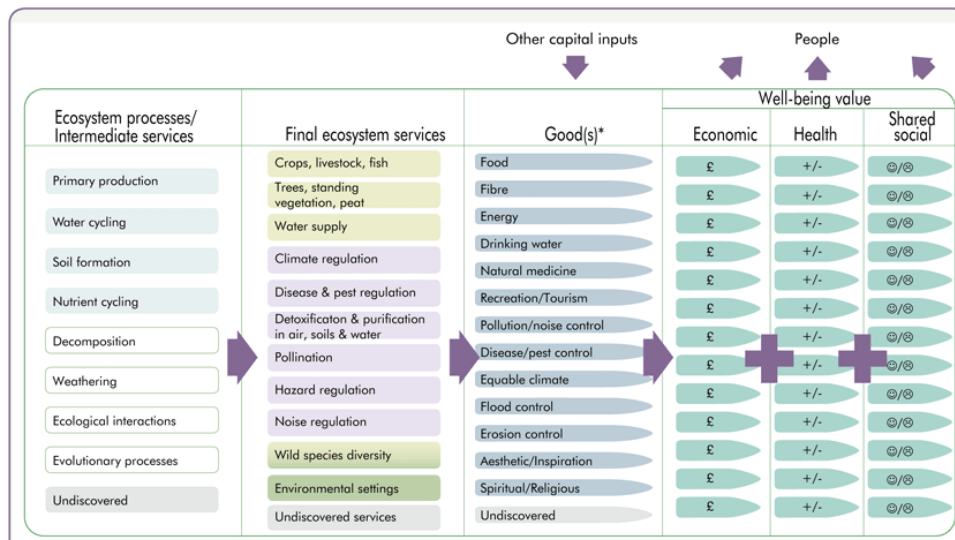 Other capital inputs
People
Ecosystem processes/
Intermediate services
Primary production
Water cycling
Soil formation
Nutrient cycling
Decomposition
Weathering
Ecological interactions
Evolutionary processes
Undiscovered
Final ecosystem services
Crops, livestock, fish
Trees, standing
vegetation, peat
Water supply
Climate regulation
Disease & pest regulation
Detoxificaton & purification
in air, soils & water
Pollination
Hazard regulation
Noise regulation
Wild species diversity
Environmental settings
Undiscovered services
Good(s)*
Food
Fibre
Energy
Drinking water
Natural medicine
Recreation/Tourism
Pollution/noise control
Disease/pest control
Equable climate
Flood control
Erosion control
Aesthetic/Inspiration
Spiritual/Religious
Undiscovered
Well-being value
Economic
Health
Shared
social
£ +/- ☺/☹
£ +/- ☺/☹
£ +/- ☺/☹
£ +/- ☺/☹
£ +/- ☺/☹
£ +/- ☺/☹
£ +/- ☺/☹
£ +/- ☺/☹
£ +/- ☺/☹
£ +/- ☺/☹
£ +/- ☺/☹
£ +/- ☺/☹
£ +/- ☺/☹